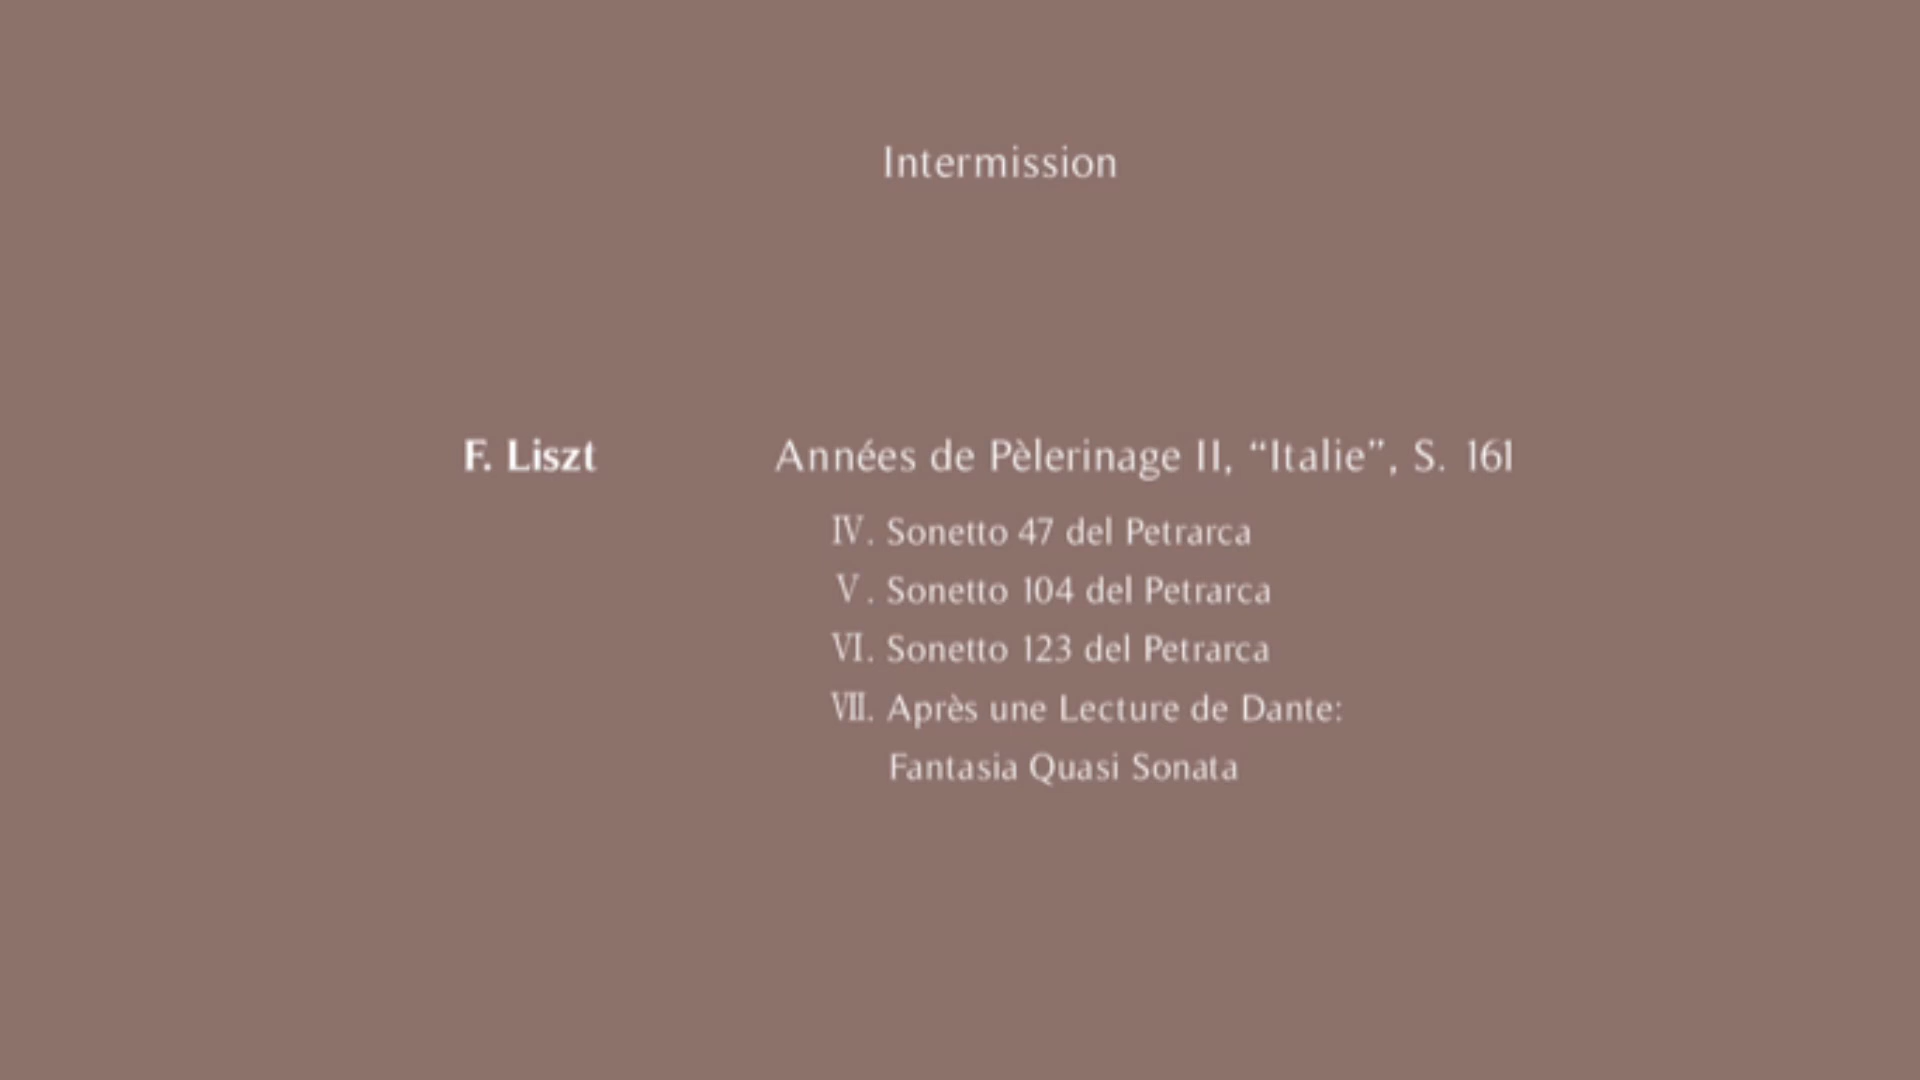 Intermission
F. Liszt Années de Pèlerinage II, “Italie”, S. 161
Ⅳ. Sonetto 47 del Petrarca
Ⅴ. Sonetto 104 del Petrarca
Ⅵ. Sonetto 123 del Petrarca
Ⅶ. Après une Lecture de Dante:
Fantasia Quasi Sonata